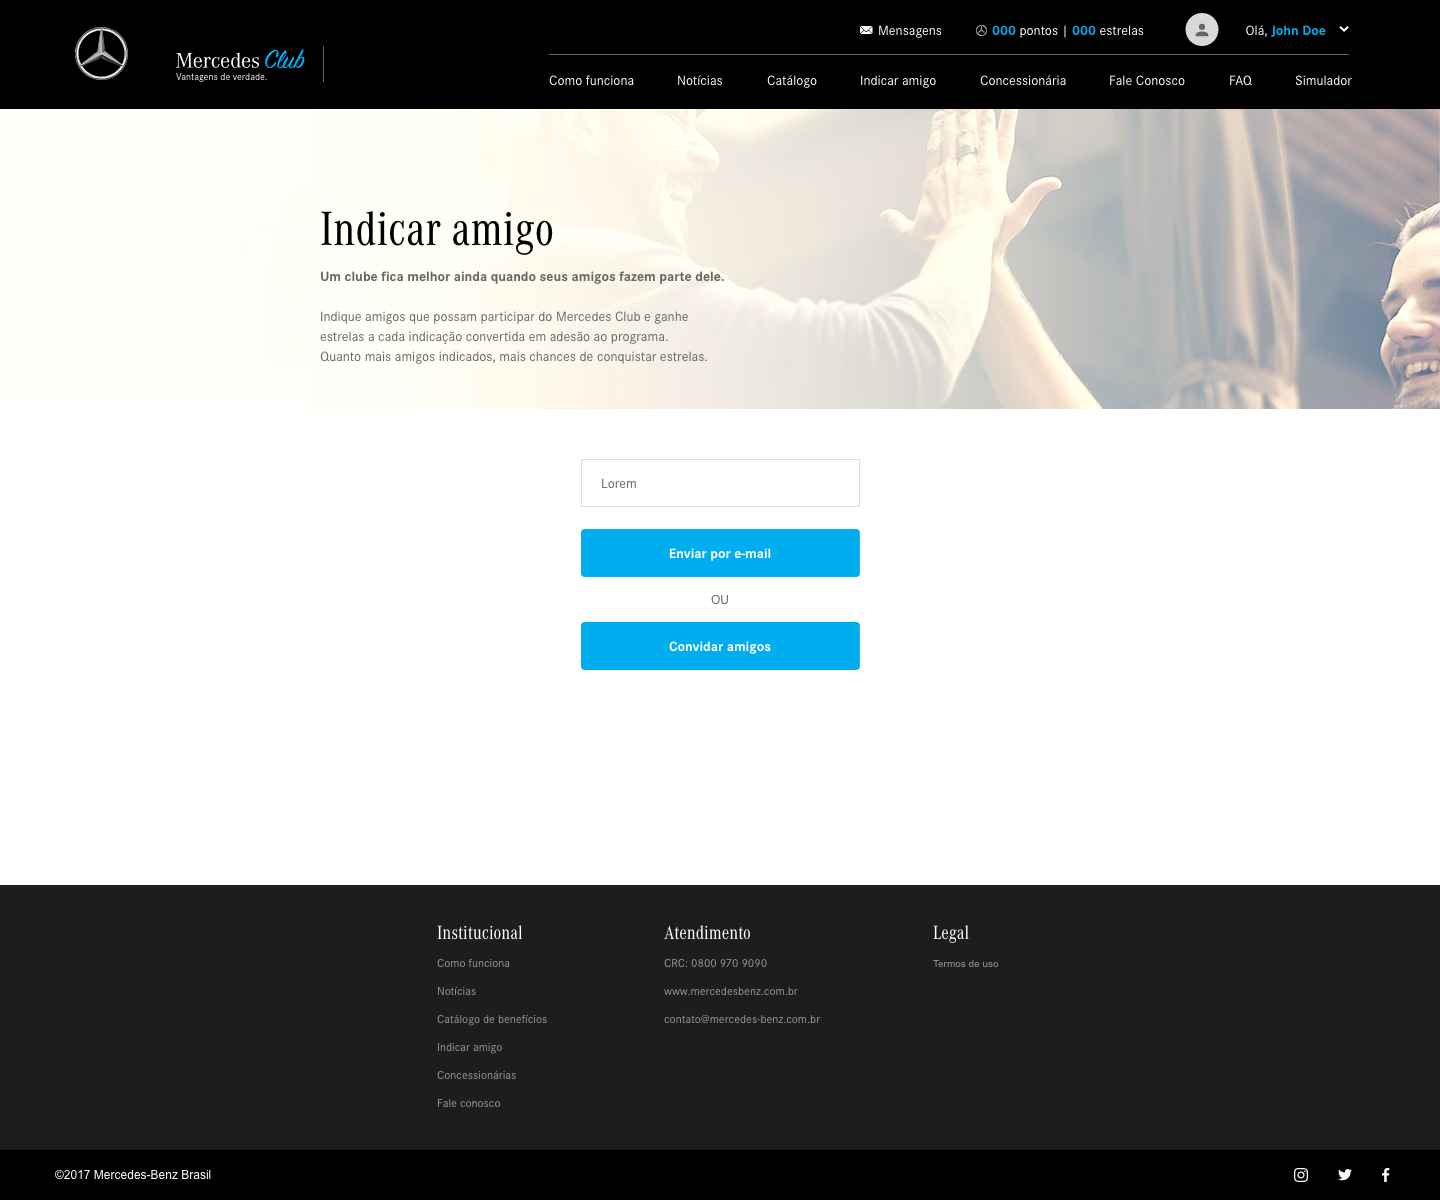 Mensagens
000 pontos | 000 estrelas
Olá, John Doe
Mercedes Club
Vantagens de verdade.
Como funciona
Notícias
Catálogo
Indicar amigo
Concessionária
Fale Conosco
FAQ
Simulador
Indicar amigo
Um clube fica melhor ainda quando seus amigos fazem parte dele.
Indique amigos que possam participar do Mercedes Club e ganhe
estrelas a cada indicação convertida em adesão ao programa.
Quanto mais amigos indicados, mais chances de conquistar estrelas.
Lorem
Enviar por e-mail
OU
Convidar amigos
Institucional
Como funciona
Notícias
Catálogo de benefícios
Indicar amigo
Concessionárias
Fale conosco
Atendimento
CRC: 0800 970 9090
www.mercedesbenz.com.br
contato@mercedes-benz.com.br
Legal
Termos de uso
©2017 Mercedes-Benz Brasil